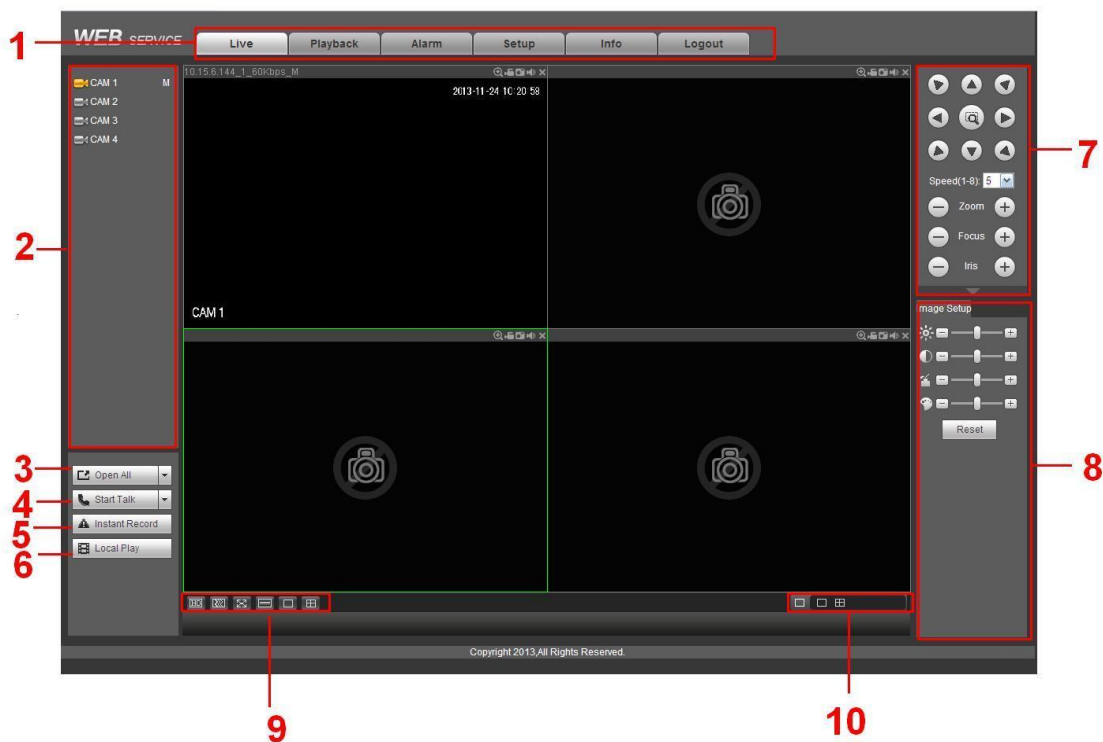 1
WEB SERVICE
Live Playback Alarm Setup Info Logout
CAM 1 M
CAM 2
CAM 3
CAM 4
2
10.15.6.144_1_60Kbps_M
2013-11-24 10:20:58
CAM 1
Speed(1-8): 5
Zoom
Focus
Iris
7
mage Setup
Reset
8
3
Open All
4
Start Talk
5
Instant Record
6
Local Play
Copyright 2013,All Rights Reserved.
9
10